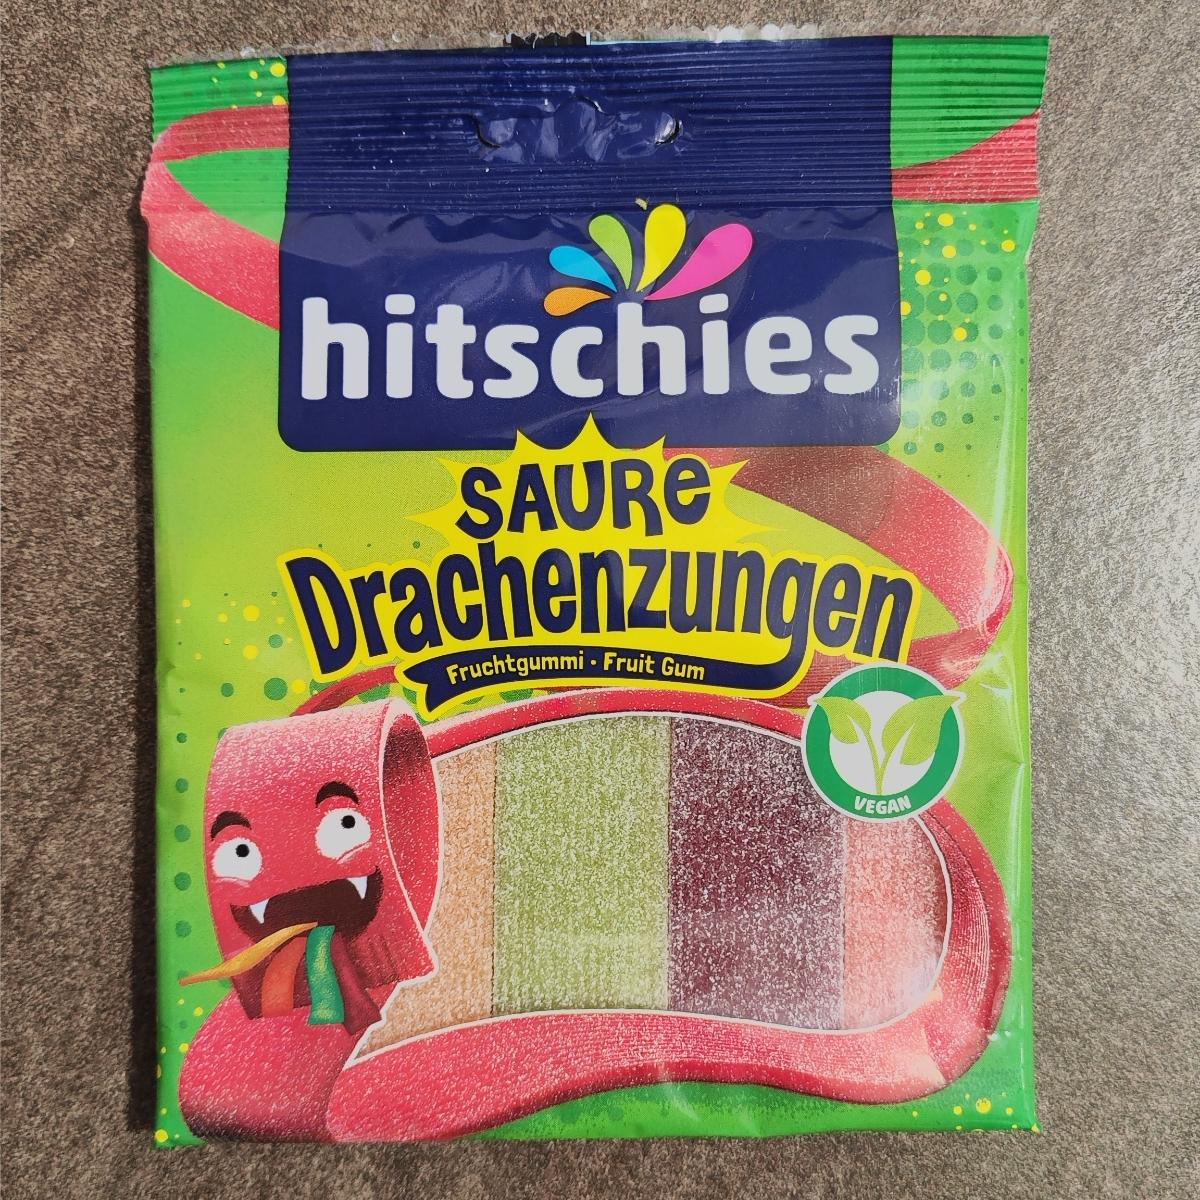 hitschies
SAURe
Drachenzungen
Fruchtgummi • Fruit Gum
VEGAN